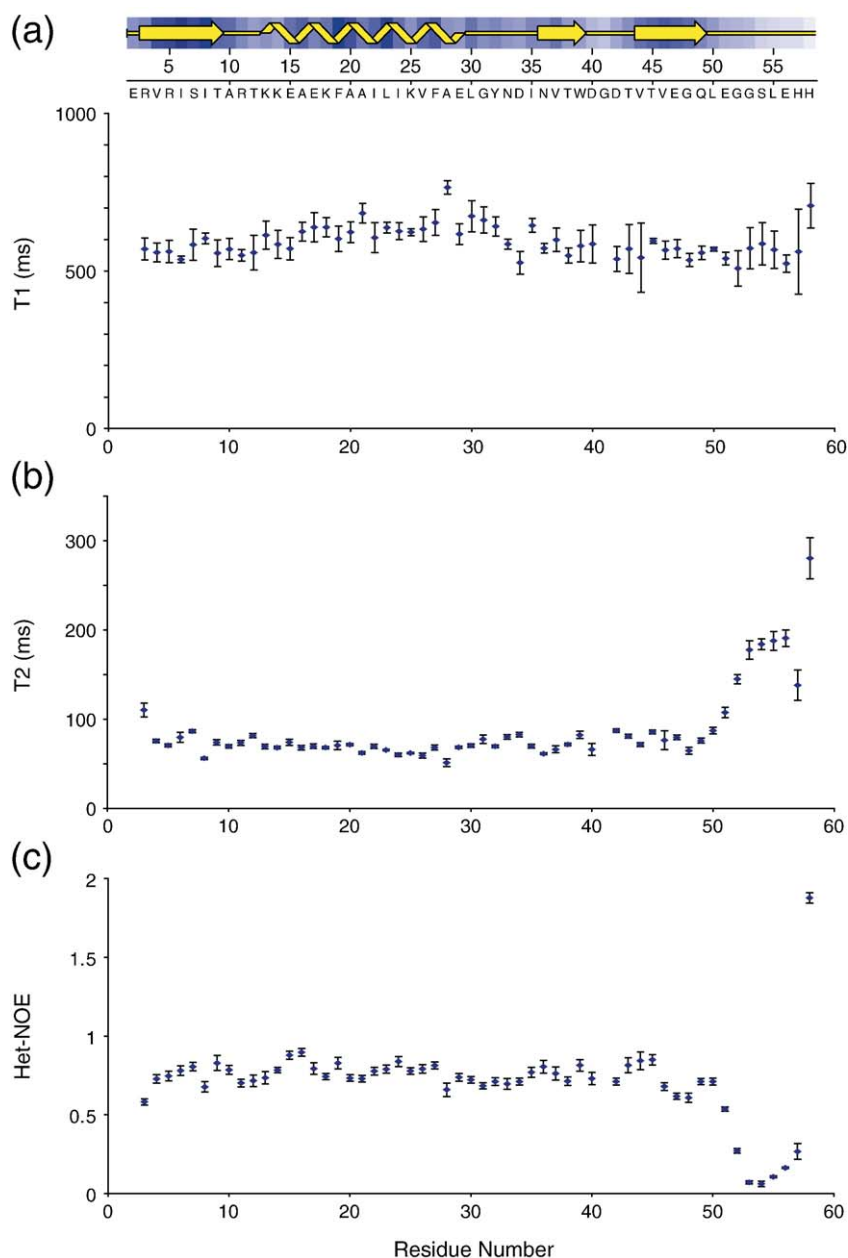 (a)
5 10 15 20 25 30 35 40 45 50 55
ERVRISITARTKKEAEKFAAILIKVFAELGYNDINVTWDGDTVTVEGQLEGGSLEHH
1000
500
0
T1 (ms)
0 10 20 30 40 50 60
(b)
300
200
100
0
T2 (ms)
0 10 20 30 40 50 60
(c)
2
1.5
1
0.5
0
Het-NOE
0 10 20 30 40 50 60
Residue Number